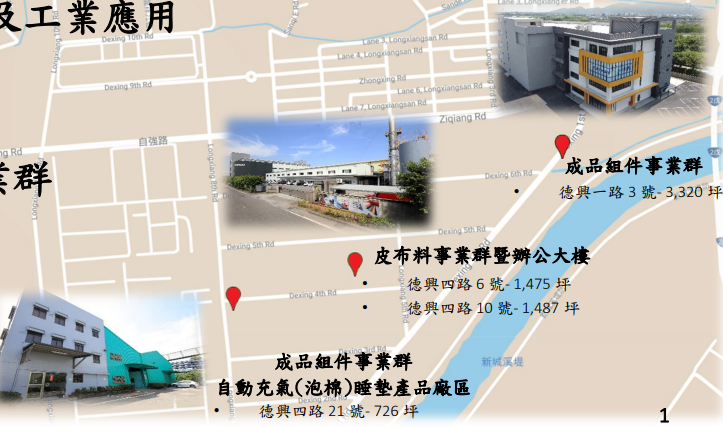 及工業應用
Dexing 10th Rd
Lane 3, Longxiangsan Rd
Lane 4, Longxiangsan Rd
Dexing 9th Rd
Zhongxing Rd
Lane 6, Longxiangsan Rd
Lane 7, Longxiangsan Rd
Ziqiang Rd
自強路
業群
Dexing 6th Rd
成品組件事業群
• 德興一路 3 號- 3,320 坪
Dexing 5th Rd
皮布料事業群暨辦公大樓
• 德興四路 6 號- 1,475 坪
• 德興四路 10 號- 1,487 坪
Dexing 4th Rd
Dexing 3rd Rd
新城溪堤
成品組件事業群
自動充氣(泡棉)睡墊產品廠區
Dexing 2nd Rd
• 德興四路 21 號- 726 坪
1